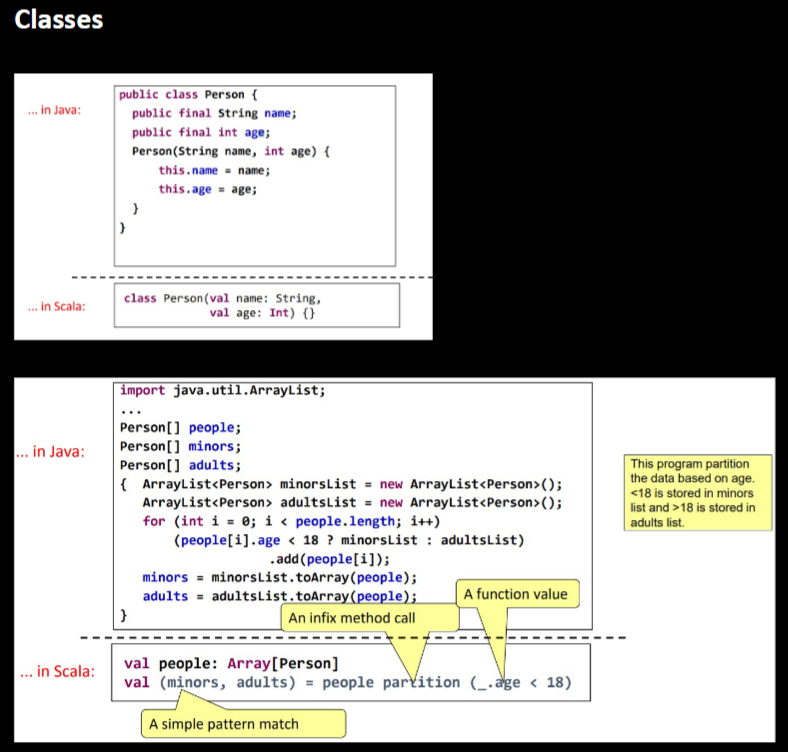 Classes
... in Java:
public class Person {
public final String name;
public final int age;
Person(String name, int age) {
this.name = name;
this.age = age;
}
}
... in Scala:
class Person(val name: String,
val age: Int) {}
... in Java:
import java.util.ArrayList;
...
Person[] people;
Person[] minors;
Person[] adults;
{ ArrayList<Person> minorsList = new ArrayList<Person>();
ArrayList<Person> adultsList = new ArrayList<Person>();
for (int i = 0; i < people.length; i++)
(people[i].age < 18 ? minorsList : adultsList)
.add(people[i]);
minors = minorsList.toArray(people);
adults = adultsList.toArray(people);
}
This program partition
the data based on age.
<18 is stored in minors
list and >18 is stored in
adults list.
A function value
An infix method call
... in Scala:
val people: Array[Person]
val (minors, adults) = people partition (_.age < 18)
A simple pattern match